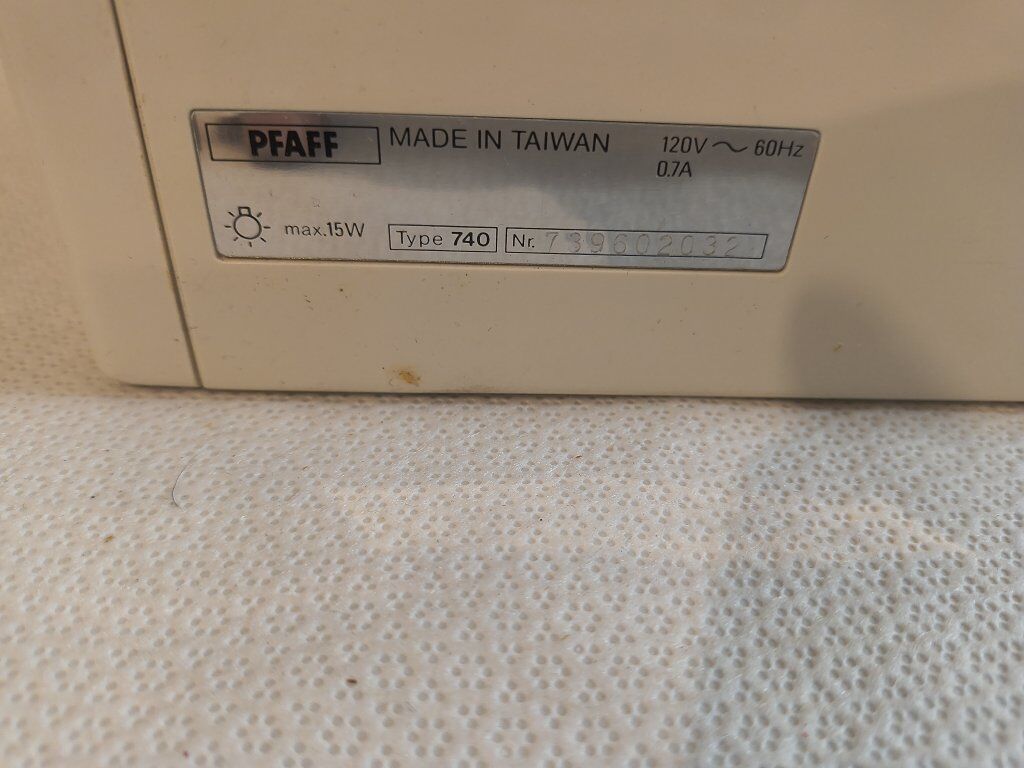 PFAFF MADE IN TAIWAN 120V ~ 60Hz
0.7A
max.15W Type 740 Nr. 739602032